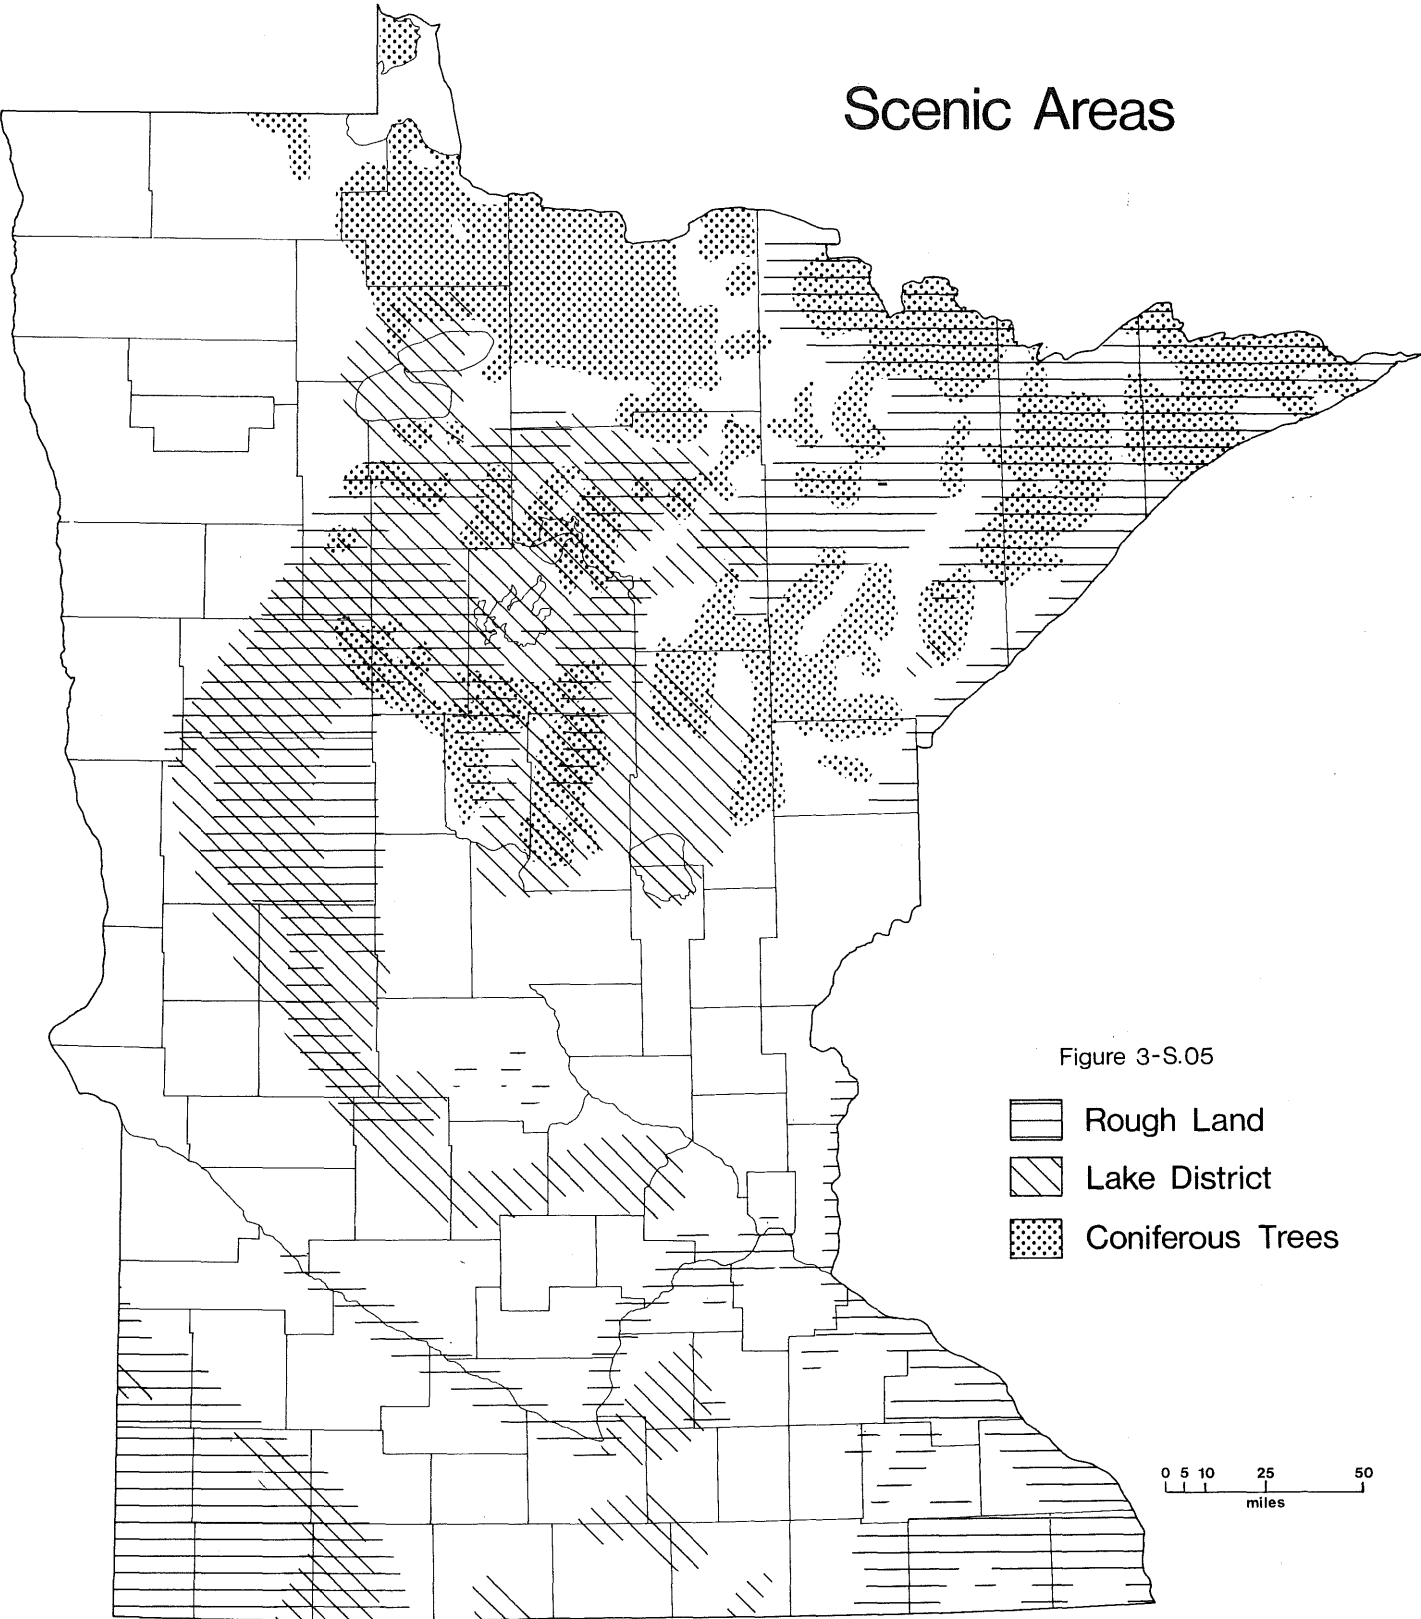 Scenic Areas
Figure 3-S.05
Rough Land
Lake District
Coniferous Trees
0 5 10 25 50
miles